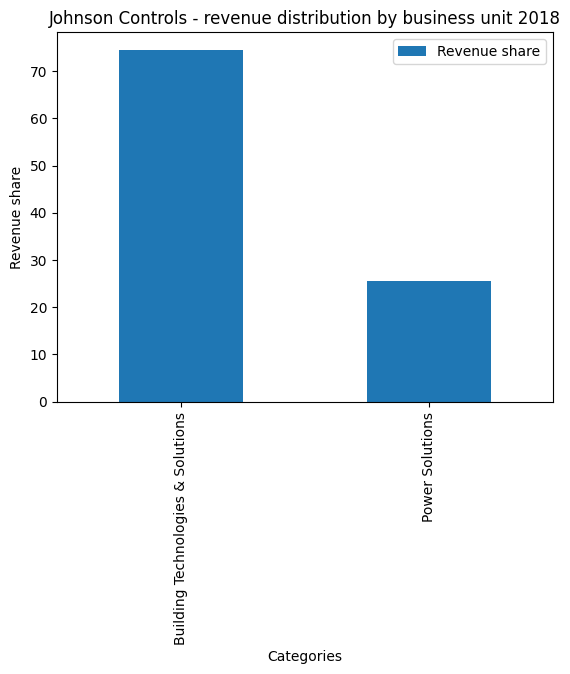 Johnson Controls - revenue distribution by business unit 2018
Revenue share
70
60
50
40
30
20
10
0
Revenue share
Building Technologies & Solutions
Power Solutions
Categories